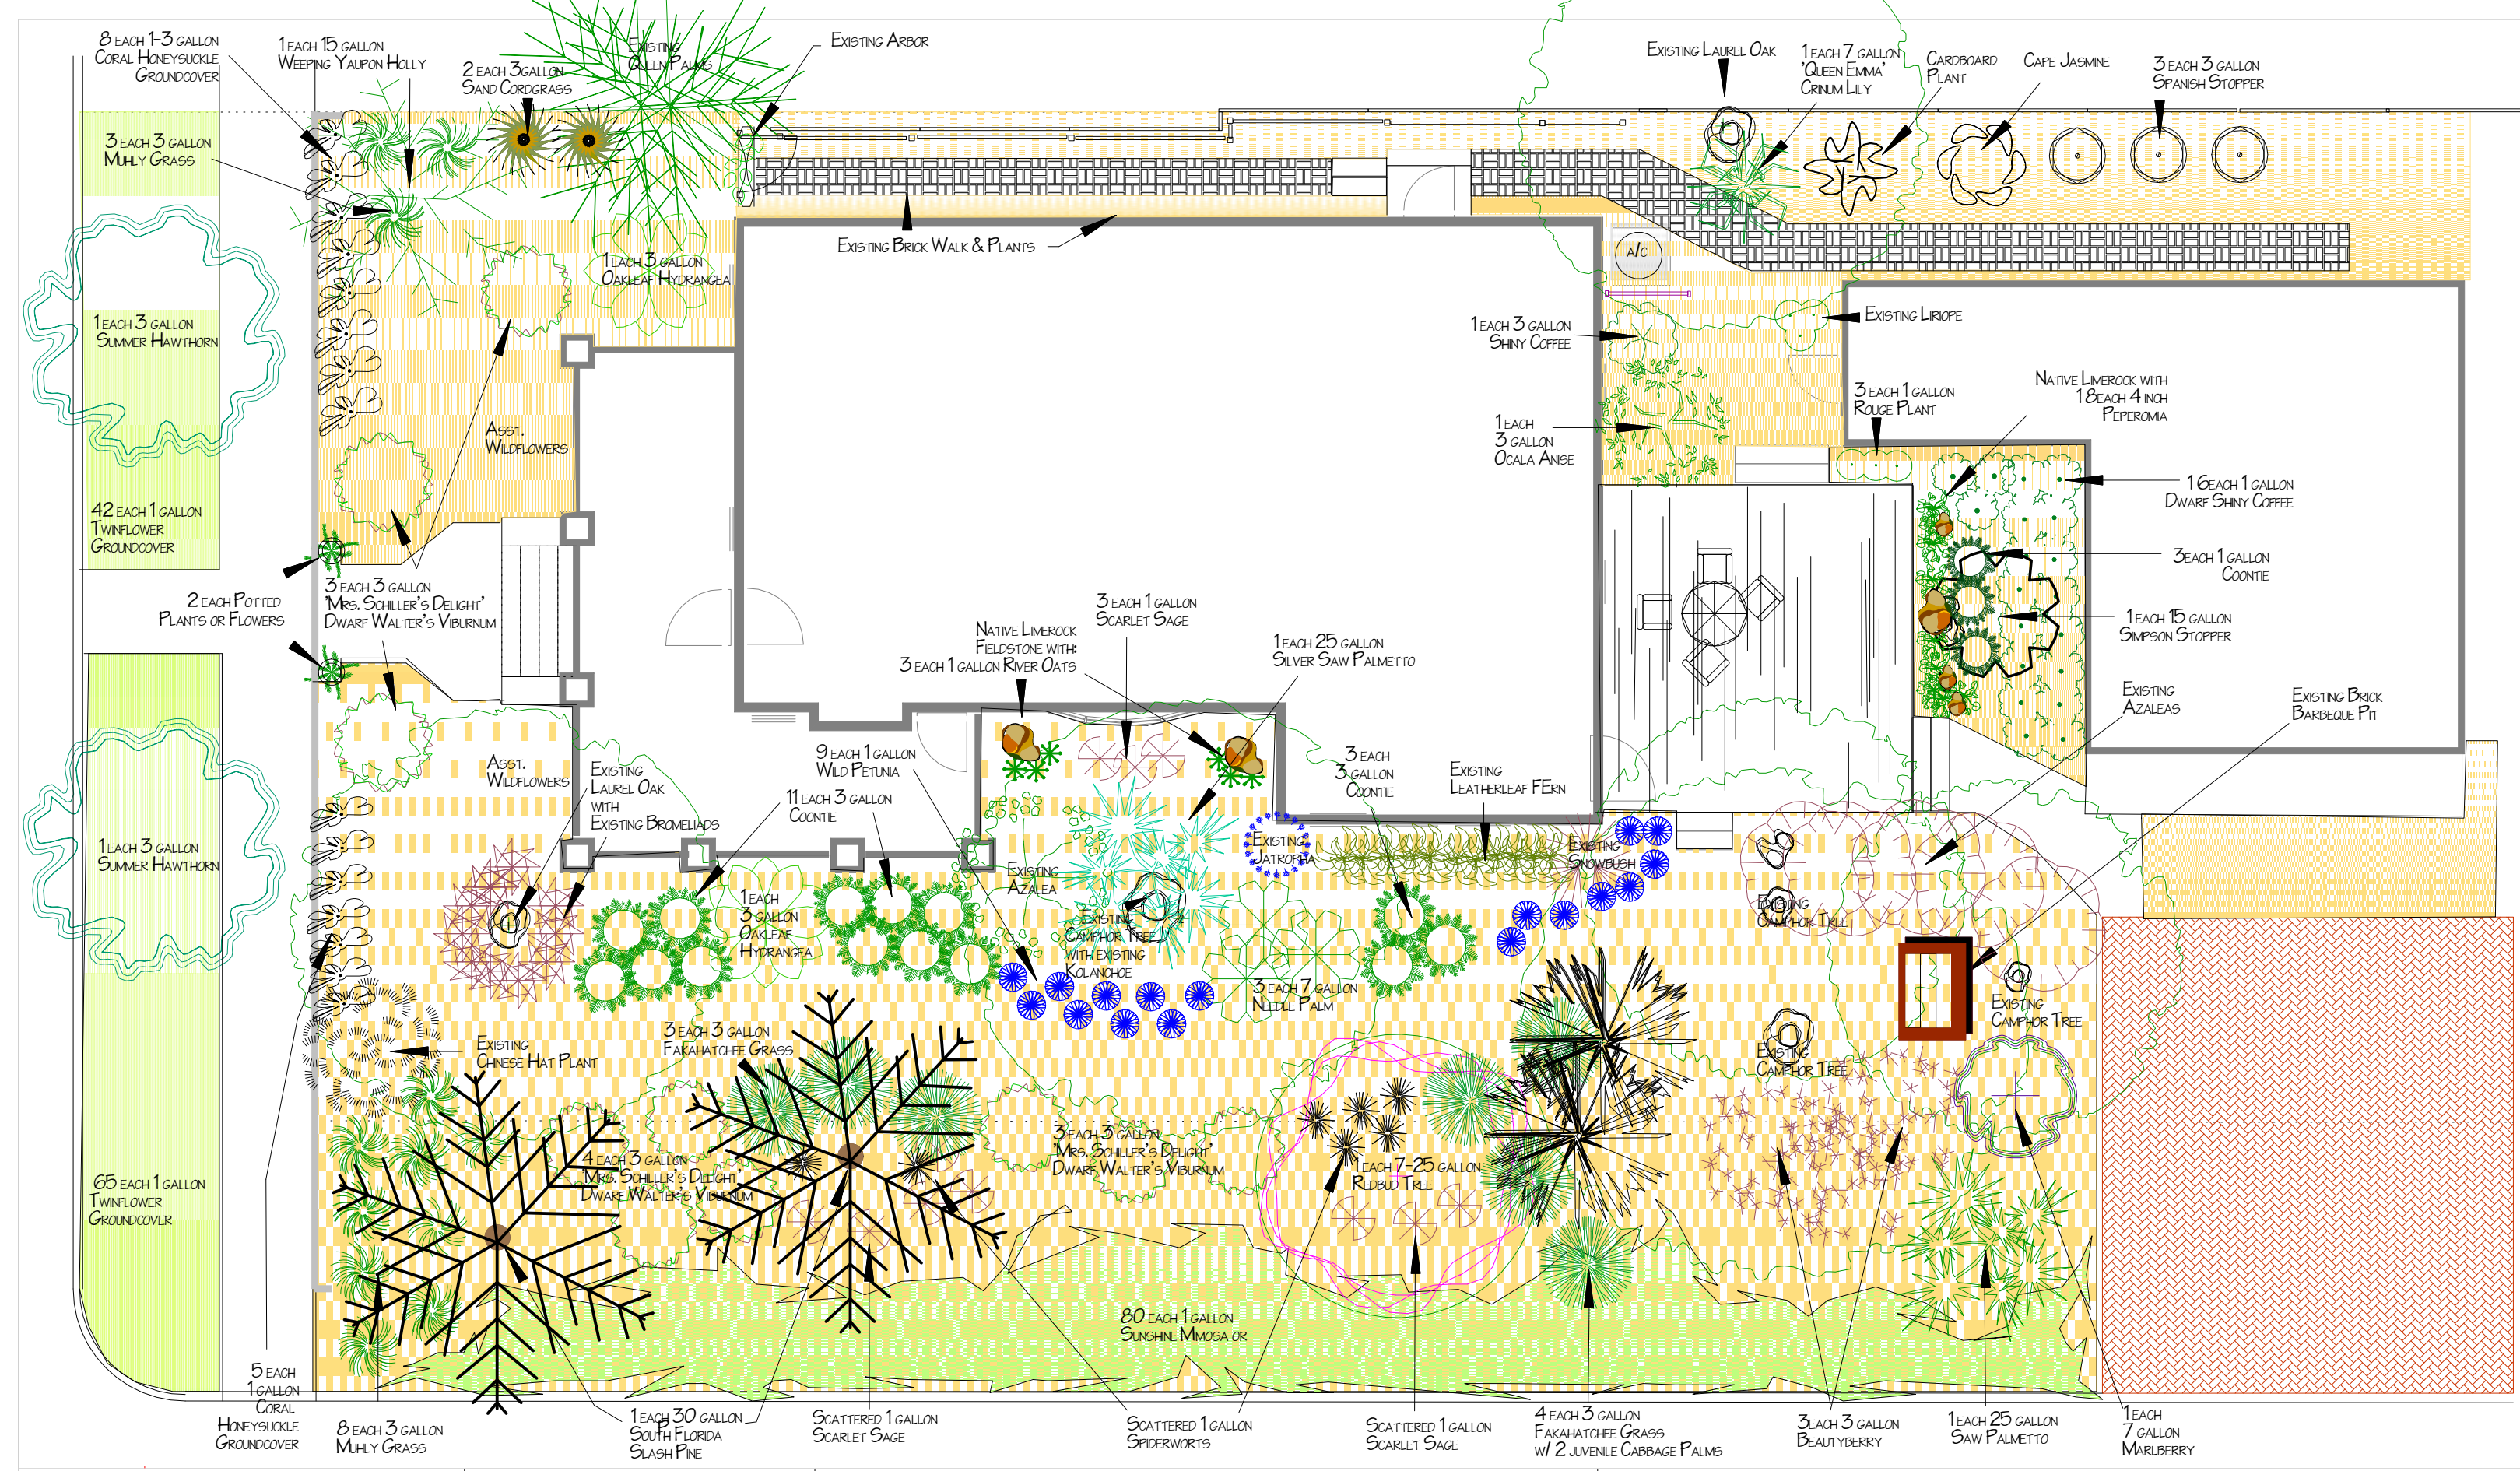 8 EACH 1-3 GALLON
CORAL HONEYSUCKLE
GROUNDCOVER
1 EACH 15 GALLON
WEEPING YAUPON HOLLY
2 EACH 3GALLON
SAND CORDGRASS
EXISTING
QUEEN PALMS
EXISTING ARBOR
EXISTING LAUREL OAK
1 EACH 7 GALLON
'QUEEN EMMA'
CRINUM LILY
CARDBOARD
PLANT
CAPE JASMINE
3 EACH 3 GALLON
SPANISH STOPPER
3 EACH 3 GALLON
MUHLY GRASS
EXISTING BRICK WALK & PLANTS
1 EACH 3 GALLON
OAKLEAF HYDRANGEA
A/C
1 EACH 3 GALLON
SUMMER HAWTHORN
1 EACH 3 GALLON
SHINY COFFEE
EXISTING LIRIOPE
3 EACH 1 GALLON
ROUGE PLANT
NATIVE LIMEROCK WITH
18EACH 4 INCH
PEPEROMIA
ASST.
WILDFLOWERS
1 EACH
3 GALLON
OCALA ANISE
16EACH 1 GALLON
DWARF SHINY COFFEE
42 EACH 1 GALLON
TWINFLOWER
GROUNDCOVER
3EACH 1 GALLON
COONTIE
2 EACH POTTED
PLANTS OR FLOWERS
3 EACH 3 GALLON
'MRS. SCHILLER'S DELIGHT'
DWARF WALTER'S VIBURNUM
3 EACH 1 GALLON
SCARLET SAGE
NATIVE LIMEROCK
FIELDSTONE WITH:
3 EACH 1 GALLON RIVER OATS
1 EACH 25 GALLON
SILVER SAW PALMETTO
1 EACH 15 GALLON
SIMPSON STOPPER
EXISTING
AZALEAS
EXISTING BRICK
BARBEQUE PIT
ASST.
WILDFLOWERS
EXISTING
LAUREL OAK
WITH
EXISTING BROMELIADS
9 EACH 1 GALLON
WILD PETUNIA
11 EACH 3 GALLON
COONTIE
3 EACH
3 GALLON
COONTIE
EXISTING
LEATHERLEAF FERN
1 EACH 3 GALLON
SUMMER HAWTHORN
EXISTING
JATROPHA
EXISTING
SNOWBUSH
EXISTING
AZALEA
1 EACH
3 GALLON
OAKLEAF
HYDRANGEA
EXISTING
CAMPHOR TREE
WITH EXISTING
KOLANCHOE
EXISTING
CAMPHOR TREE
3 EACH 7 GALLON
NEEDLE PALM
EXISTING
CAMPHOR TREE
EXISTING
CHINESE HAT PLANT
3 EACH 3 GALLON
FAKAHATCHEE GRASS
EXISTING
CAMPHOR TREE
4 EACH 3 GALLON
'MRS. SCHILLER'S DELIGHT'
DWARF WALTER'S VIBURNUM
3 EACH 3 GALLON
'MRS. SCHILLER'S DELIGHT'
DWARF WALTER'S VIBURNUM
1 EACH 7-25 GALLON
REDBUD TREE
65 EACH 1 GALLON
TWINFLOWER
GROUNDCOVER
80 EACH 1 GALLON
SUNSHINE MIMOSA OR
5 EACH
1 GALLON
CORAL
HONEYSUCKLE
GROUNDCOVER
8 EACH 3 GALLON
MUHLY GRASS
1 EACH 30 GALLON
SOUTH FLORIDA
SLASH PINE
SCATTERED 1 GALLON
SCARLET SAGE
SCATTERED 1 GALLON
SPIDERWORTS
SCATTERED 1 GALLON
SCARLET SAGE
4 EACH 3 GALLON
FAKAHATCHEE GRASS
W/ 2 JUVENILE CABBAGE PALMS
3EACH 3 GALLON
BEAUTYBERRY
1 EACH 25 GALLON
SAW PALMETTO
1 EACH
7 GALLON
MARLBERRY